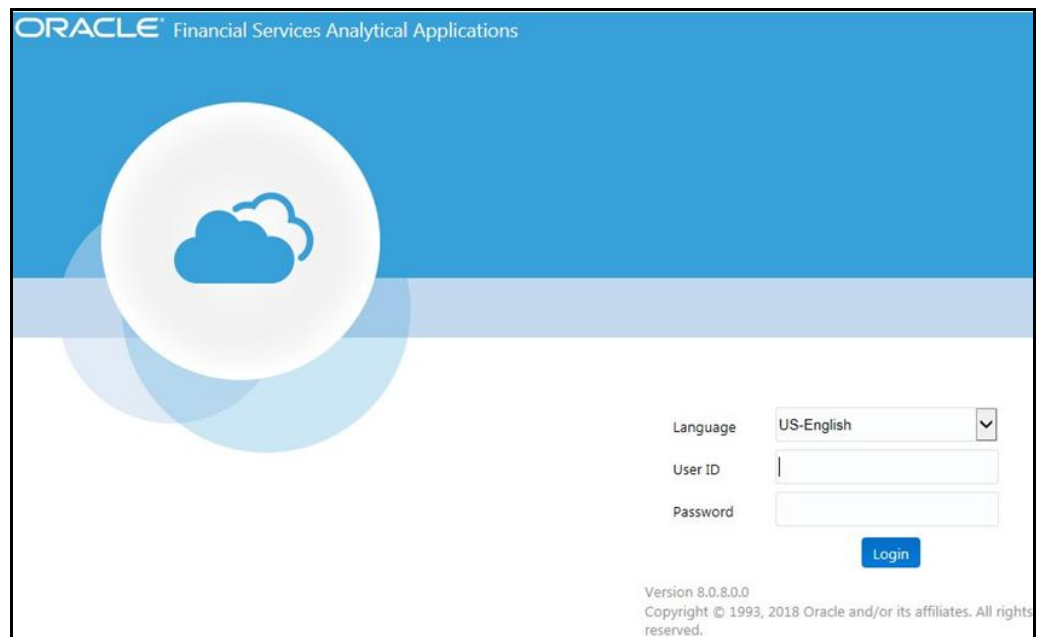 ORACLE® Financial Services Analytical Applications
Language US-English
User ID
Password
Login
Version 8.0.8.0.0
Copyright © 1993, 2018 Oracle and/or its affiliates. All rights
reserved.